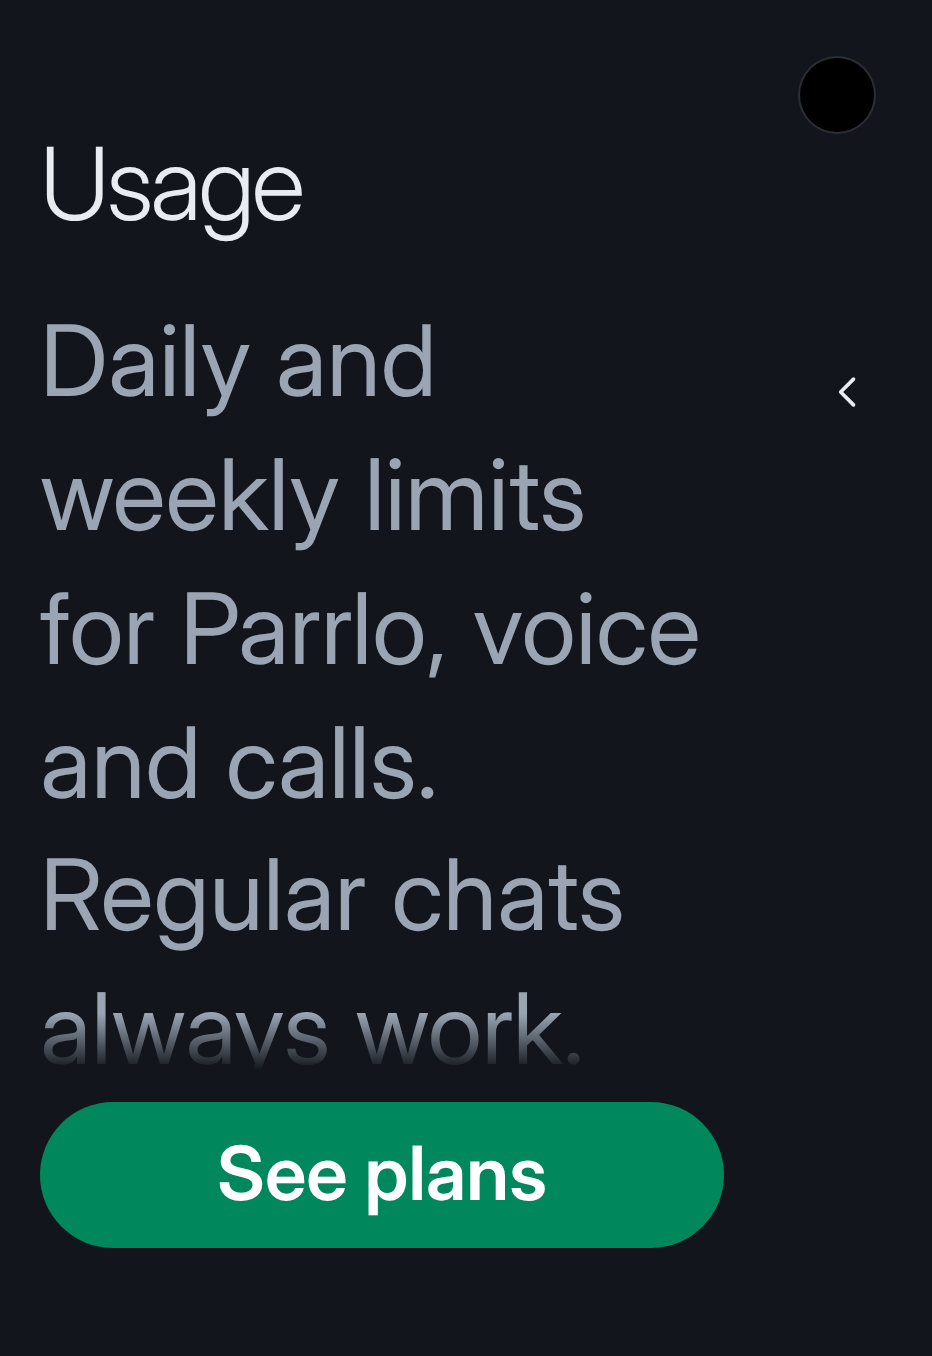 Usage
Daily and
weekly limits
for Parrlo, voice
and calls.
Regular chats
always work.
See plans